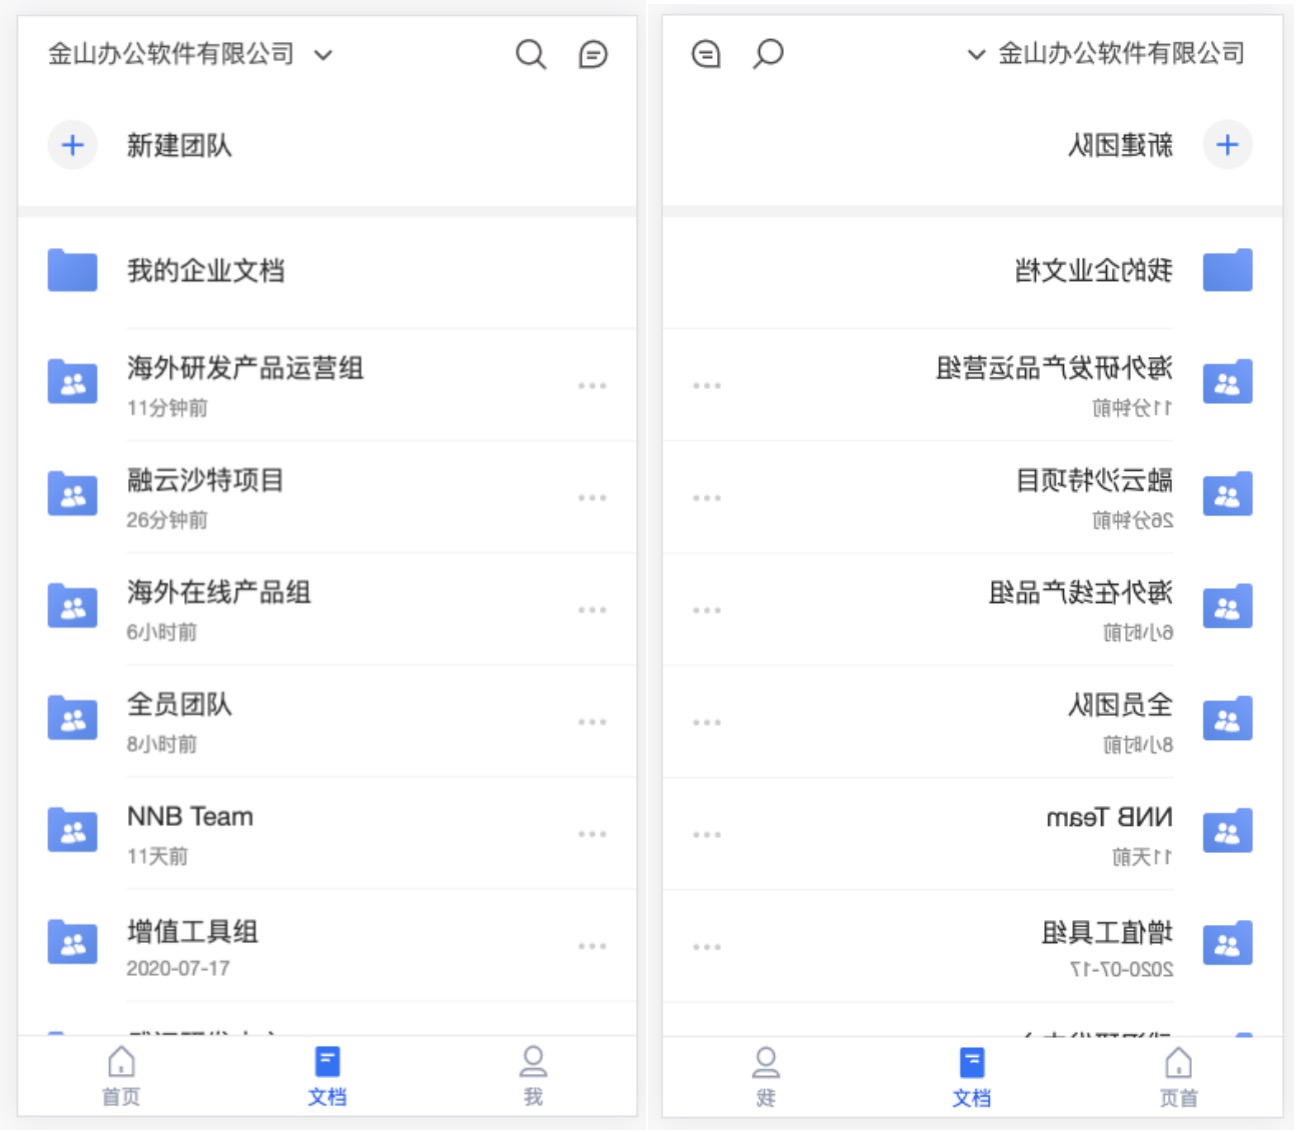 金山办公软件有限公司
新建团队
我的企业文档
海外研发产品运营组
11分钟前
融云沙特项目
26分钟前
海外在线产品组
6小时前
全员团队
8小时前
NNB Team
11天前
增值工具组
2020-07-17
首页
文档
我
金山办公软件有限公司
新建团队
我的企业文档
海外研发产品运营组
11分钟前
融云沙特项目
26分钟前
海外在线产品组
6小时前
全员团队
8小时前
NNB Team
11天前
增值工具组
2020-07-17
我
文档
首页